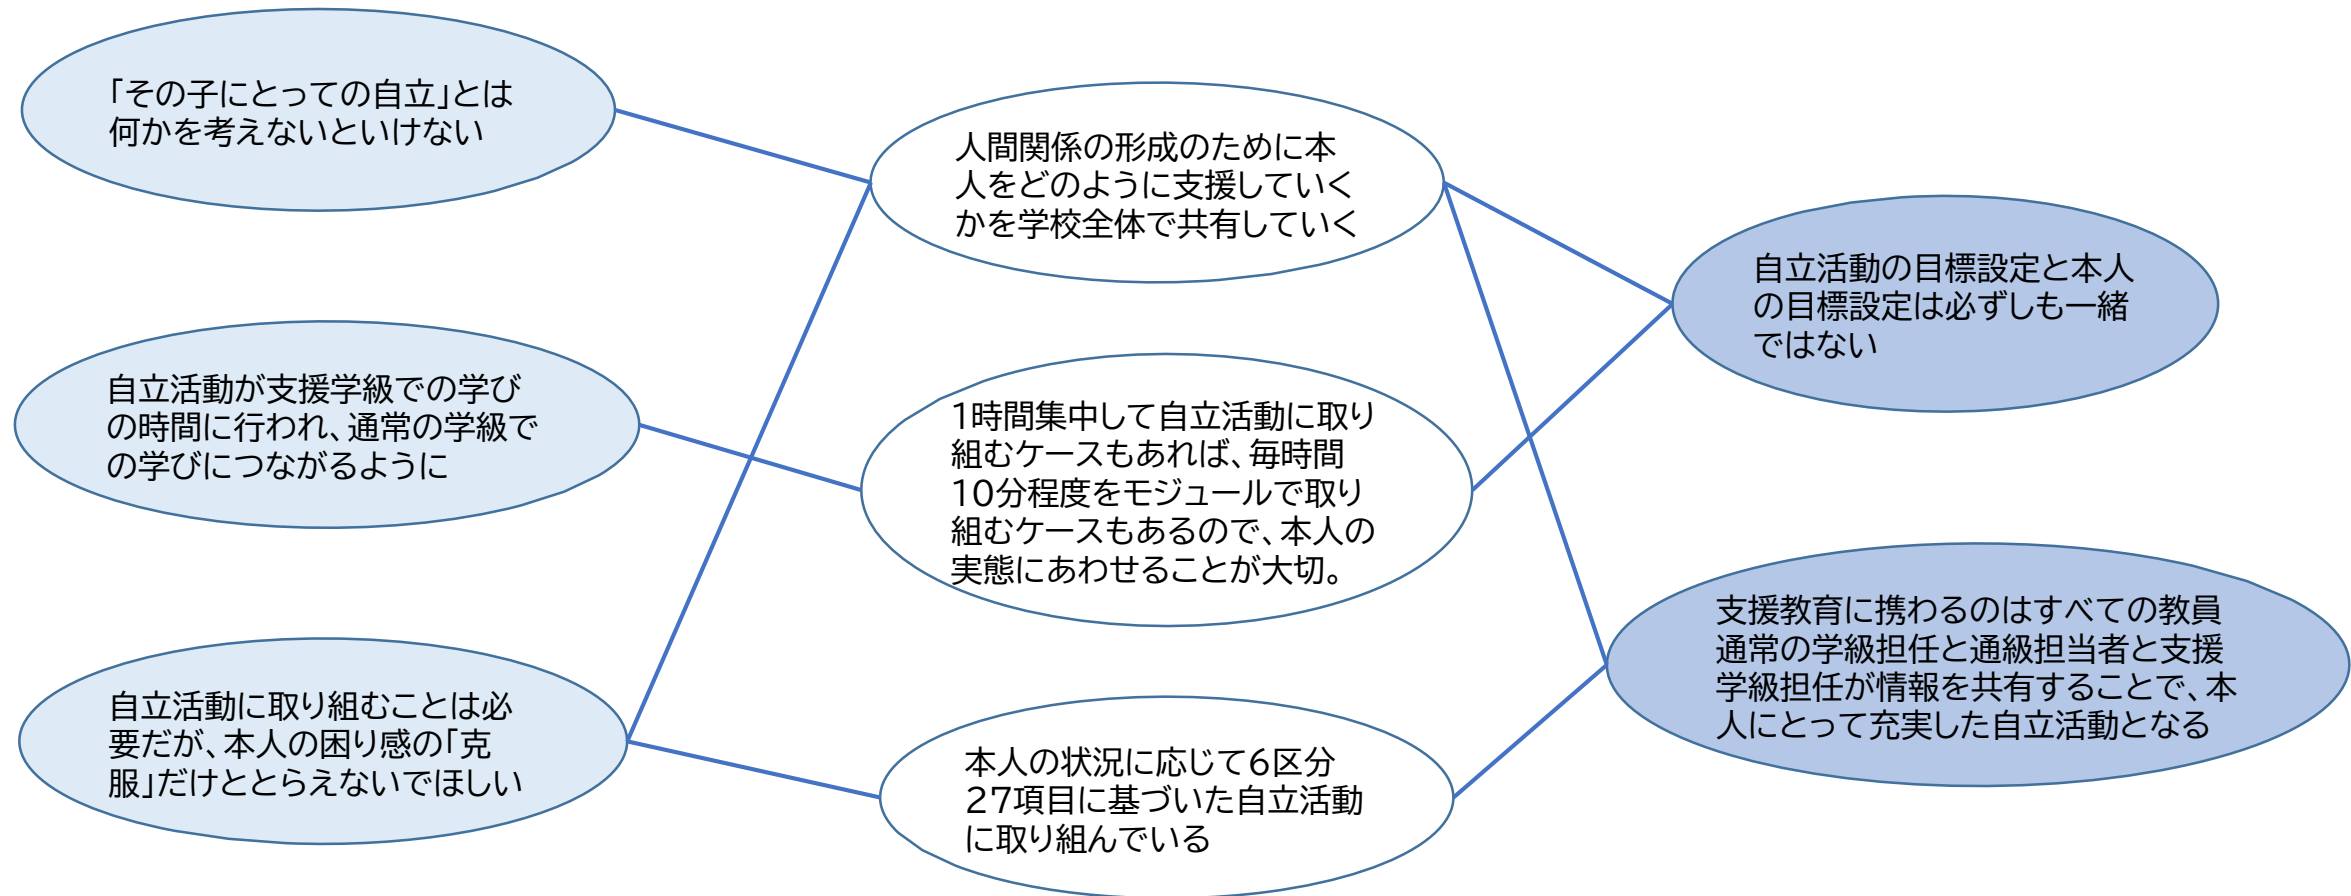 「その子にとっての自立」とは
何かを考えないといけない
自立活動が支援学級での学び
の時間に行われ、通常の学級で
の学びにつながるように
自立活動に取り組むことは必
要だが、本人の困り感の「克
服」だけととらえないでほしい
人間関係の形成のために本
人をどのように支援していく
かを学校全体で共有していく
1時間集中して自立活動に取り
組むケースもあれば、毎時間
10分程度をモジュールで取り
組むケースもあるので、本人の
実態にあわせることが大切。
本人の状況に応じて6区分
27項目に基づいた自立活動
に取り組んでいる
自立活動の目標設定と本人
の目標設定は必ずしも一緒
ではない
支援教育に携わるのはすべての教員
通常の学級担任と通級担当者と支援
学級担任が情報を共有することで、本
人にとって充実した自立活動となる